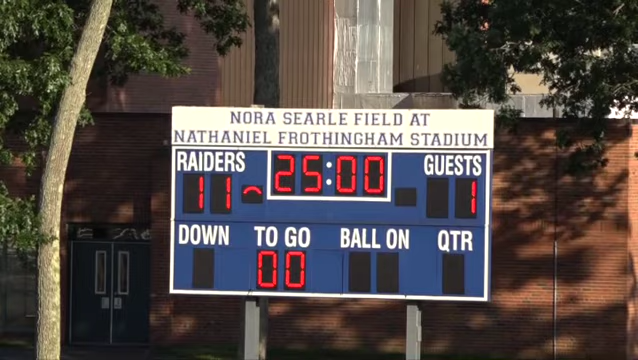 NORA SEARLE FIELD AT
NATHANIEL FROTHINGHAM STADIUM
RAIDERS 25:00 GUESTS
11 1
DOWN TO GO BALL ON QTR
00